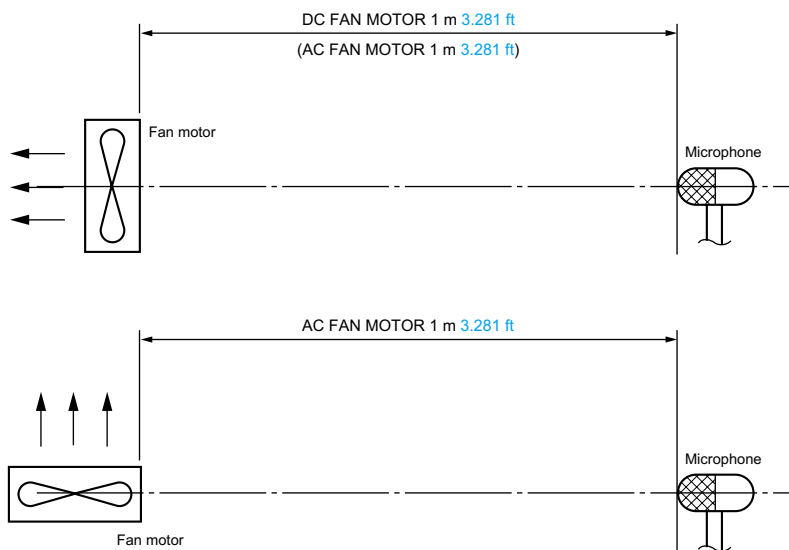 DC FAN MOTOR 1 m 3.281 ft
(AC FAN MOTOR 1 m 3.281 ft)
Fan motor
Microphone
AC FAN MOTOR 1 m 3.281 ft
Microphone
Fan motor